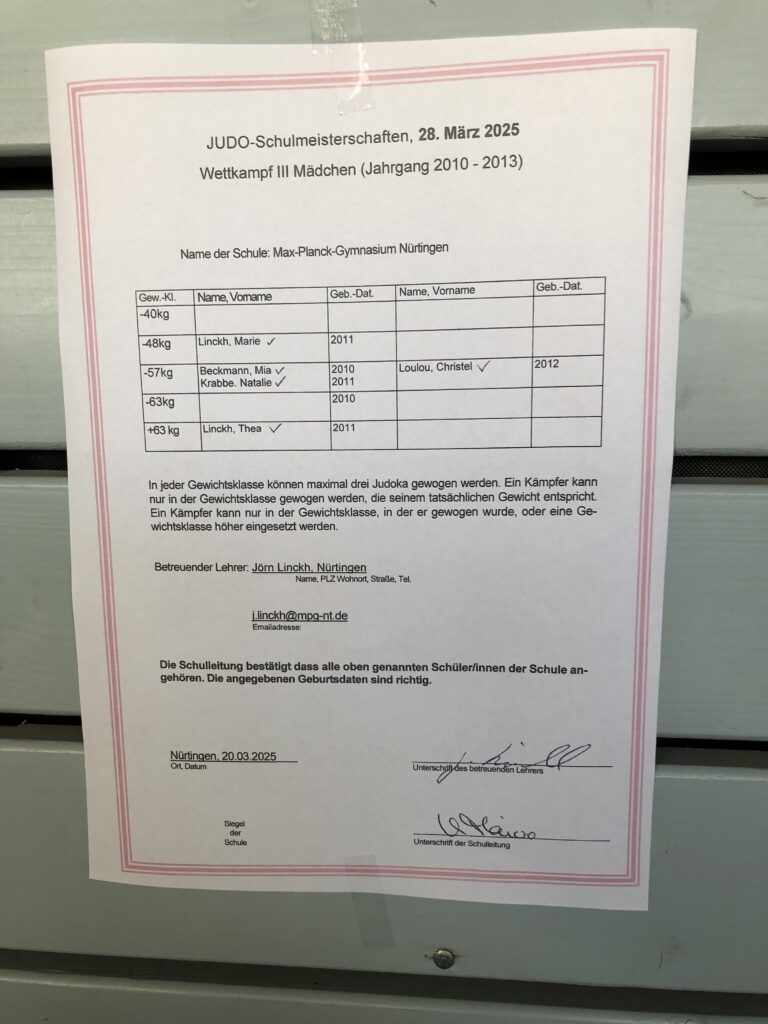 JUDO-Schulmeisterschaften, 28. März 2025
Wettkampf III Mädchen (Jahrgang 2010 - 2013)
Name der Schule: Max-Planck-Gymnasium Nürtingen
Gew.-Kl. Name, Vorname Geb.-Dat. Name, Vorname Geb.-Dat.
-40kg
-48kg Linckh, Marie ✓ 2011
-57kg Beckmann, Mia ✓ 2010 Loulou, Christel ✓ 2012
Krabbe. Natalie ✓ 2011
-63kg 2010
+63 kg Linckh, Thea ✓ 2011
In jeder Gewichtsklasse können maximal drei Judoka gewogen werden. Ein Kämpfer kann
nur in der Gewichtsklasse gewogen werden, die seinem tatsächlichen Gewicht entspricht.
Ein Kämpfer kann nur in der Gewichtsklasse, in der er gewogen wurde, oder eine Ge-
wichtsklasse höher eingesetzt werden.
Betreuender Lehrer: Jörn Linckh, Nürtingen
Name, PLZ Wohnort, Straße, Tel.
j.linckh@mpg-nt.de
Emailadresse:
Die Schulleitung bestätigt dass alle oben genannten Schüler/innen der Schule an-
gehören. Die angegebenen Geburtsdaten sind richtig.
Nürtingen, 20.03.2025
Ort, Datum
Unterschrift des betreuenden Lehrers
Siegel
der
Schule
Unterschrift der Schulleitung